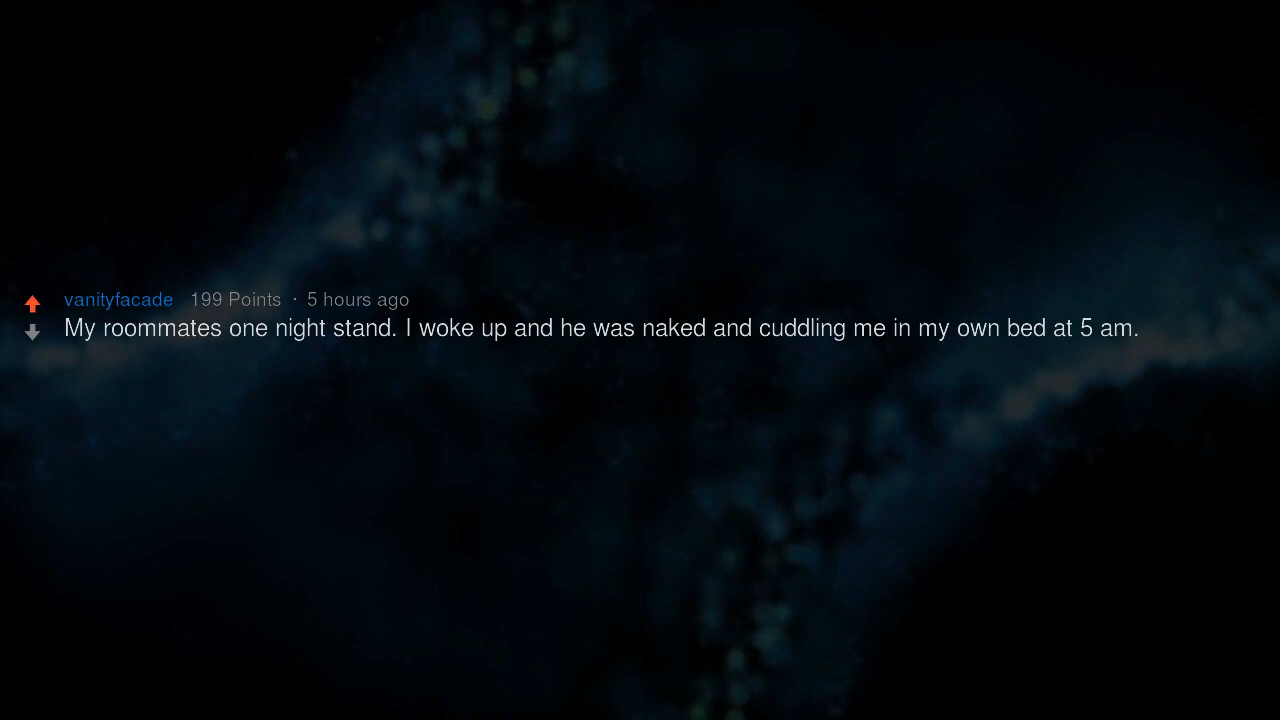 vanityfacade 199 Points · 5 hours ago
My roommates one night stand. I woke up and he was naked and cuddling me in my own bed at 5 am.